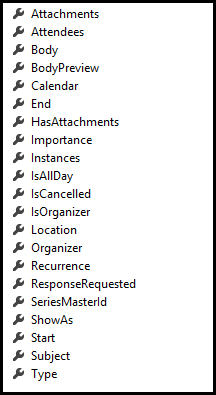 Attachments
Attendees
Body
BodyPreview
Calendar
End
HasAttachments
Importance
Instances
IsAllDay
IsCancelled
IsOrganizer
Location
Organizer
Recurrence
ResponseRequested
SeriesMasterId
ShowAs
Start
Subject
Type